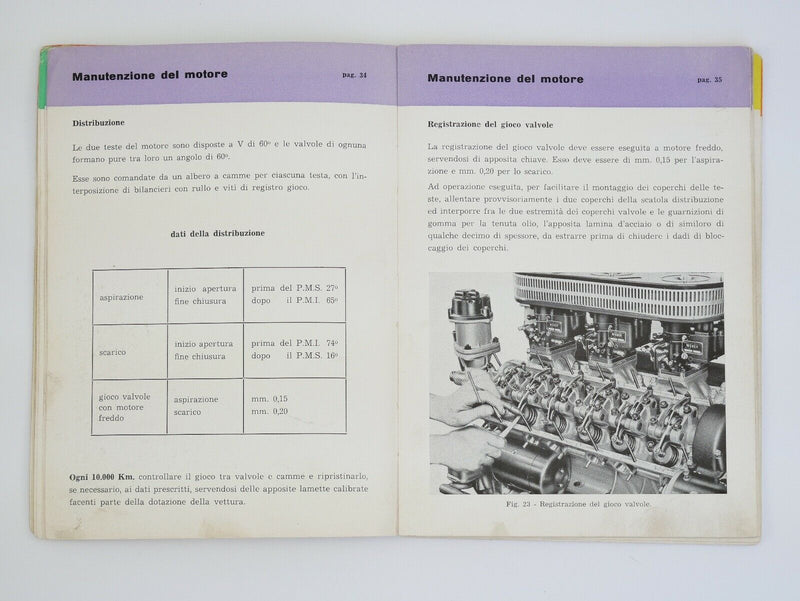 Manutenzione del motore
pag. 34
Distribuzione
Le due teste del motore sono disposte a V di 60º e le valvole di ognuna
formano pure tra loro un angolo di 60º.
Esse sono comandate da un albero a camme per ciascuna testa, con l'in-
terposizione di bilancieri con rullo e viti di registro gioco.
dati della distribuzione
aspirazione
inizio apertura
fine chiusura
prima del P.M.S. 27º
dopo il P.M.I. 65º
scarico
inizio apertura
fine chiusura
prima del P.M.I. 74º
dopo il P.M.S. 16º
gioco valvole
con motore
freddo
aspirazione
scarico
mm. 0,15
mm. 0,20
Ogni 10.000 Km. controllare il gioco tra valvole e camme e ripristinarlo,
se necessario, ai dati prescritti, servendosi delle apposite lamette calibrate
facenti parte della dotazione della vettura.
Manutenzione del motore
pag. 35
Registrazione del gioco valvole
La registrazione del gioco valvole deve essere eseguita a motore freddo,
servendosi di apposita chiave. Esso deve essere di mm. 0,15 per l'aspira-
zione e mm. 0,20 per lo scarico.
Ad operazione eseguita, per facilitare il montaggio dei coperchi delle te-
ste, allentare provvisoriamente i due coperchi della scatola distribuzione
ed interporre fra le due estremità dei coperchi valvole e le guarnizioni di
gomma per la tenuta olio, l'apposita lamina d'acciaio o di similoro di
qualche decimo di spessore, da estrarre prima di chiudere i dadi di bloc-
caggio dei coperchi.
Fig. 23 - Registrazione del gioco valvole.